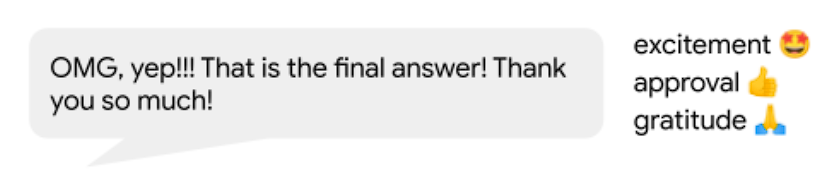 OMG, yep!!! That is the final answer! Thank
you so much!
excitement 🤩
approval 👍
gratitude 🙏